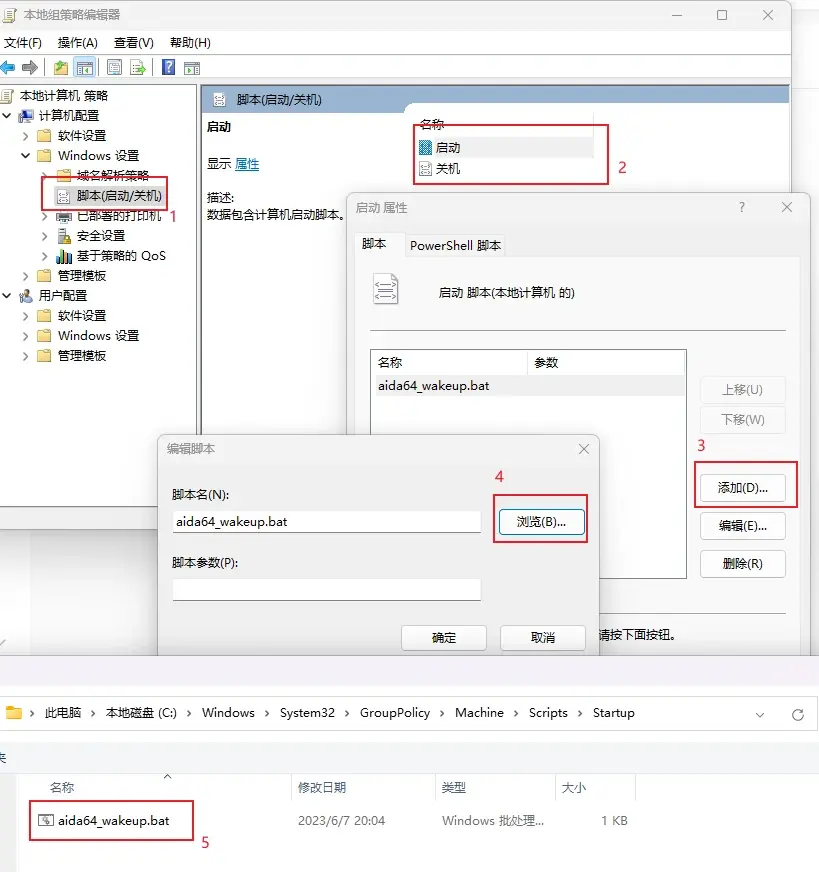 本地组策略编辑器
文件(F) 操作(A) 查看(V) 帮助(H)
本地计算机 策略
计算机配置
软件设置
Windows 设置
域名解析策略
脚本(启动/关机)
1
已部署的打印机
安全设置
基于策略的 QoS
管理模板
用户配置
软件设置
Windows 设置
管理模板
脚本(启动/关机)
启动
显示 属性
描述:
数据包含计算机启动脚本。
名称
启动
关机
2
启动 属性
?
脚本
PowerShell 脚本
启动 脚本(本地计算机 的)
名称 参数
aida64_wakeup.bat
上移(U)
下移(W)
3
添加(D)...
编辑(E)...
删除(R)
请按下面按钮。
编辑脚本
脚本名(N):
4
aida64_wakeup.bat
浏览(B)...
脚本参数(P):
确定 取消
此电脑 本地磁盘 (C:) Windows System32 GroupPolicy Machine Scripts Startup
夹
名称 修改日期 类型 大小
aida64_wakeup.bat 2023/6/7 20:04 Windows 批处理... 1 KB
5